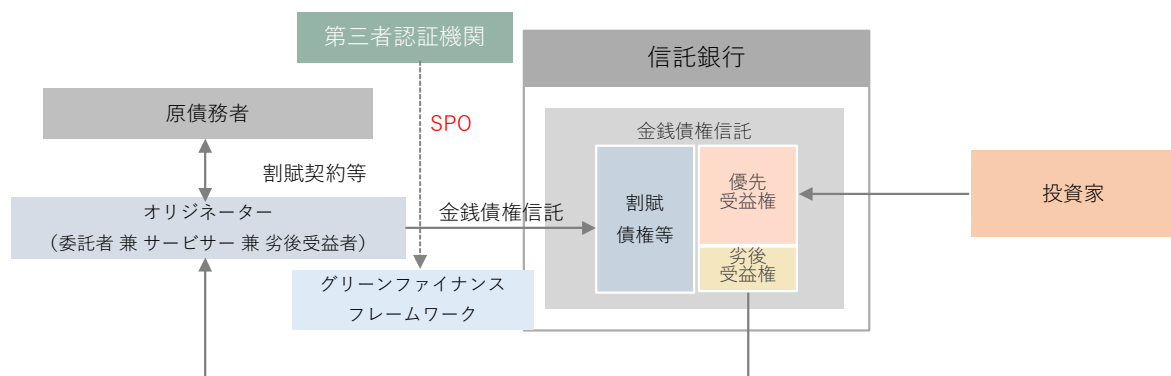 第三者認証機関
信託銀行
原債務者
SPO
金銭債権信託
割賦契約等
優先
受益権
投資家
オリジネーター
（委託者 兼 サービサー 兼 劣後受益者）
金銭債権信託
割賦
債権等
劣後
受益権
グリーンファイナンス
フレームワーク